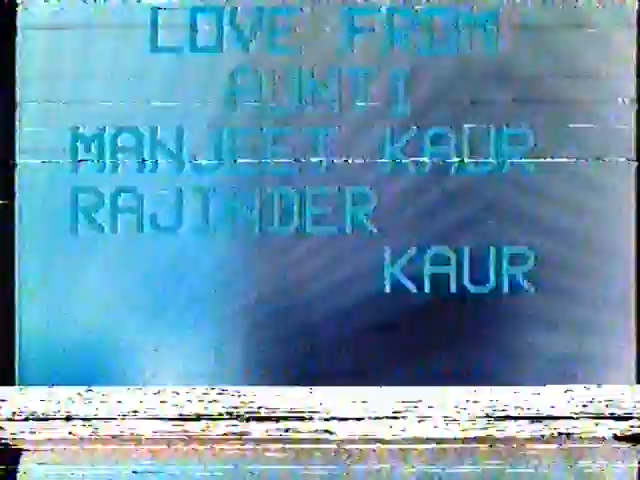 LOVE FROM
AUNTI
MANJEET KAUR
RAJINDER
KAUR